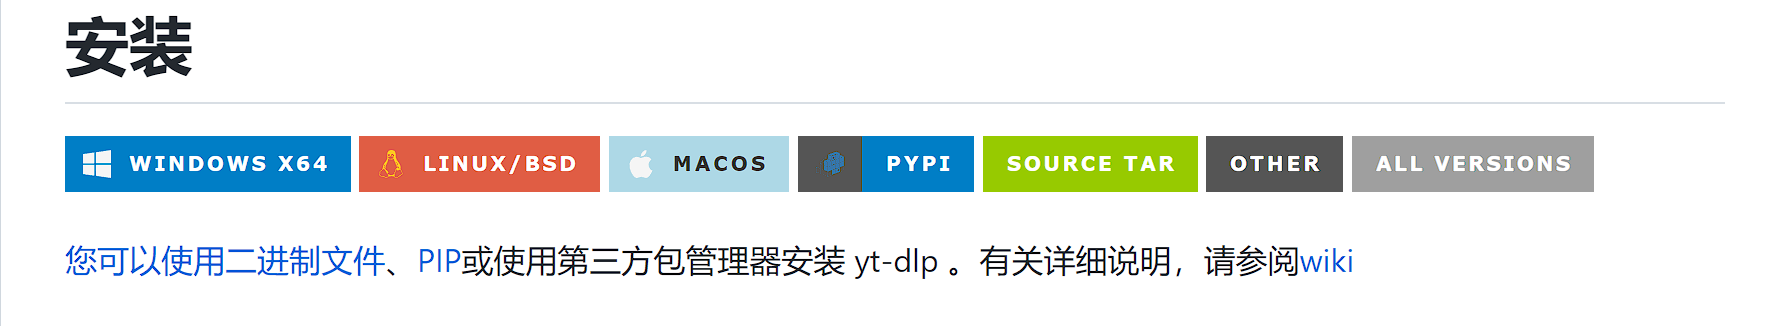 安装
WINDOWS X64 LINUX/BSD MACOS PYPI SOURCE TAR OTHER ALL VERSIONS
您可以使用二进制文件、PIP或使用第三方包管理器安装 yt-dlp 。有关详细说明，请参阅wiki